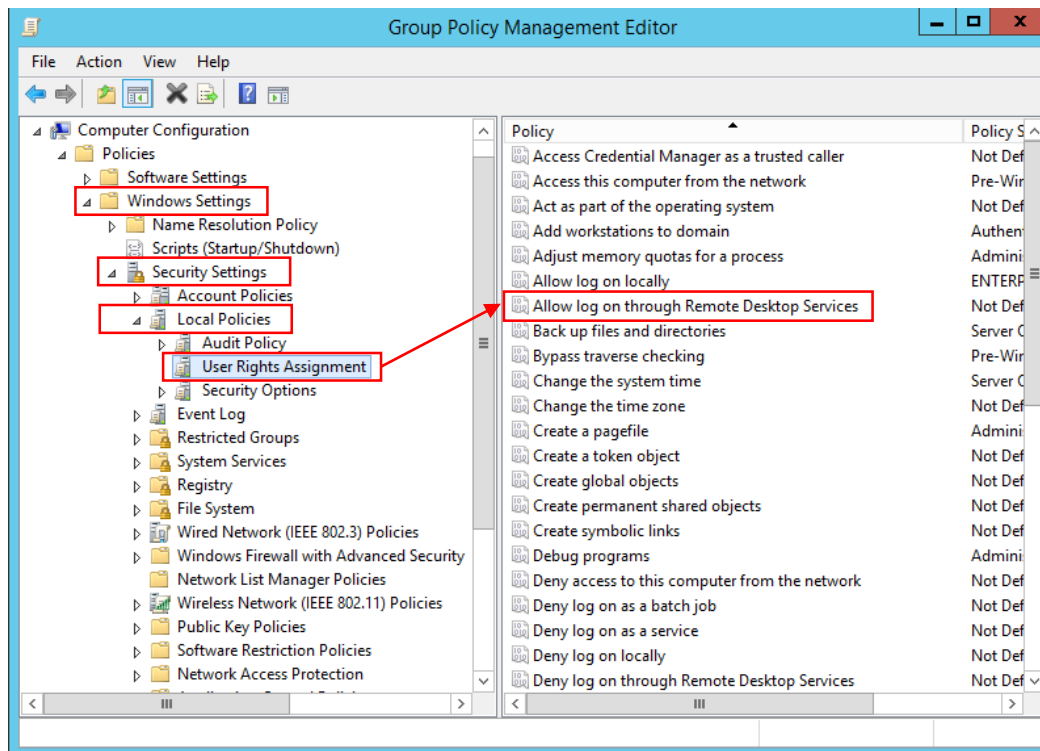 Group Policy Management Editor
File Action View Help
Computer Configuration
Policies
Software Settings
Windows Settings
Name Resolution Policy
Scripts (Startup/Shutdown)
Security Settings
Account Policies
Local Policies
Audit Policy
User Rights Assignment
Security Options
Event Log
Restricted Groups
System Services
Registry
File System
Wired Network (IEEE 802.3) Policies
Windows Firewall with Advanced Security
Network List Manager Policies
Wireless Network (IEEE 802.11) Policies
Public Key Policies
Software Restriction Policies
Network Access Protection
Policy Policy S
Access Credential Manager as a trusted caller Not Def
Access this computer from the network Pre-Win
Act as part of the operating system Not Def
Add workstations to domain Authen
Adjust memory quotas for a process Admini
Allow log on locally ENTERP
Allow log on through Remote Desktop Services Not Def
Back up files and directories Server O
Bypass traverse checking Pre-Win
Change the system time Server O
Change the time zone Not Def
Create a pagefile Admini
Create a token object Not Def
Create global objects Not Def
Create permanent shared objects Not Def
Create symbolic links Not Def
Debug programs Admini
Deny access to this computer from the network Not Def
Deny log on as a batch job Not Def
Deny log on as a service Not Def
Deny log on locally Not Def
Deny log on through Remote Desktop Services Not Def